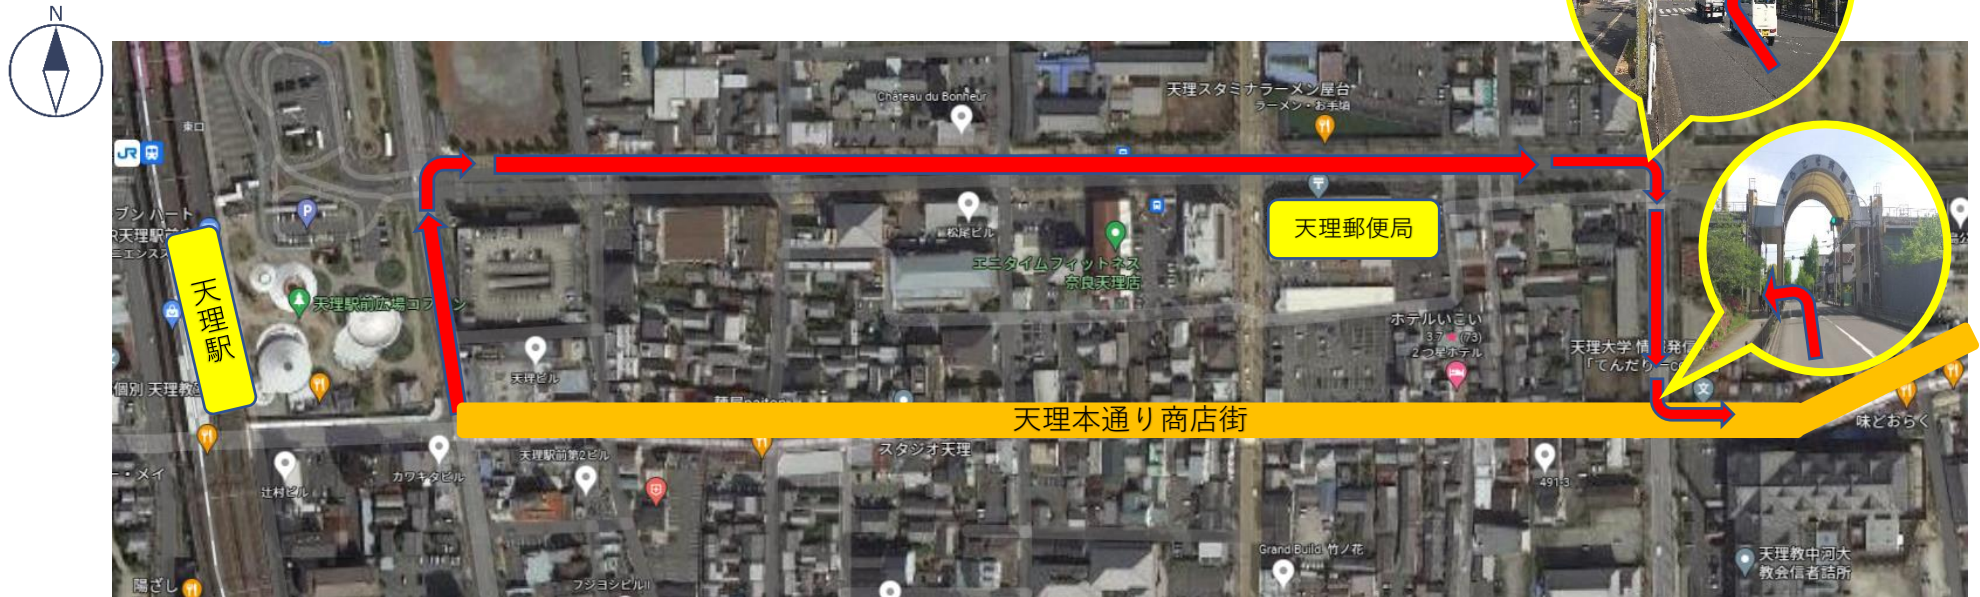 N
Château du Bonheur
天理スタミナラーメン屋台
ラーメン・お手頃
東口
JR
P
松尾ビル
天理郵便局
エニタイムフィットネス
奈良天理店
天理駅
天理駅前広場コフフン
ホテルいこい
3.7 ★ (73)
2 つ星ホテル
天理大学 情報発信
天理ビル
天理本通り商店街
スタジオ天理
味どおらく
カワキタビル
天理駅前第2ビル
辻村ビル
491-3
Grand Build 竹ノ花
天理教中河大
教会信者詰所
陽ざし
フジヨシビルII